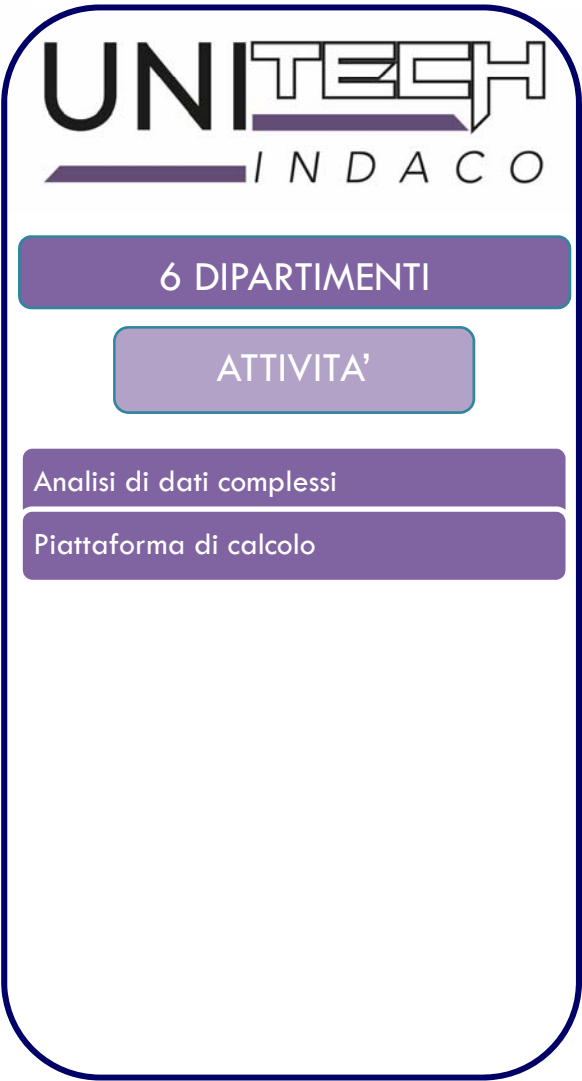 UNITECH
INDACO
6 DIPARTIMENTI
ATTIVITA’
Analisi di dati complessi
Piattaforma di calcolo